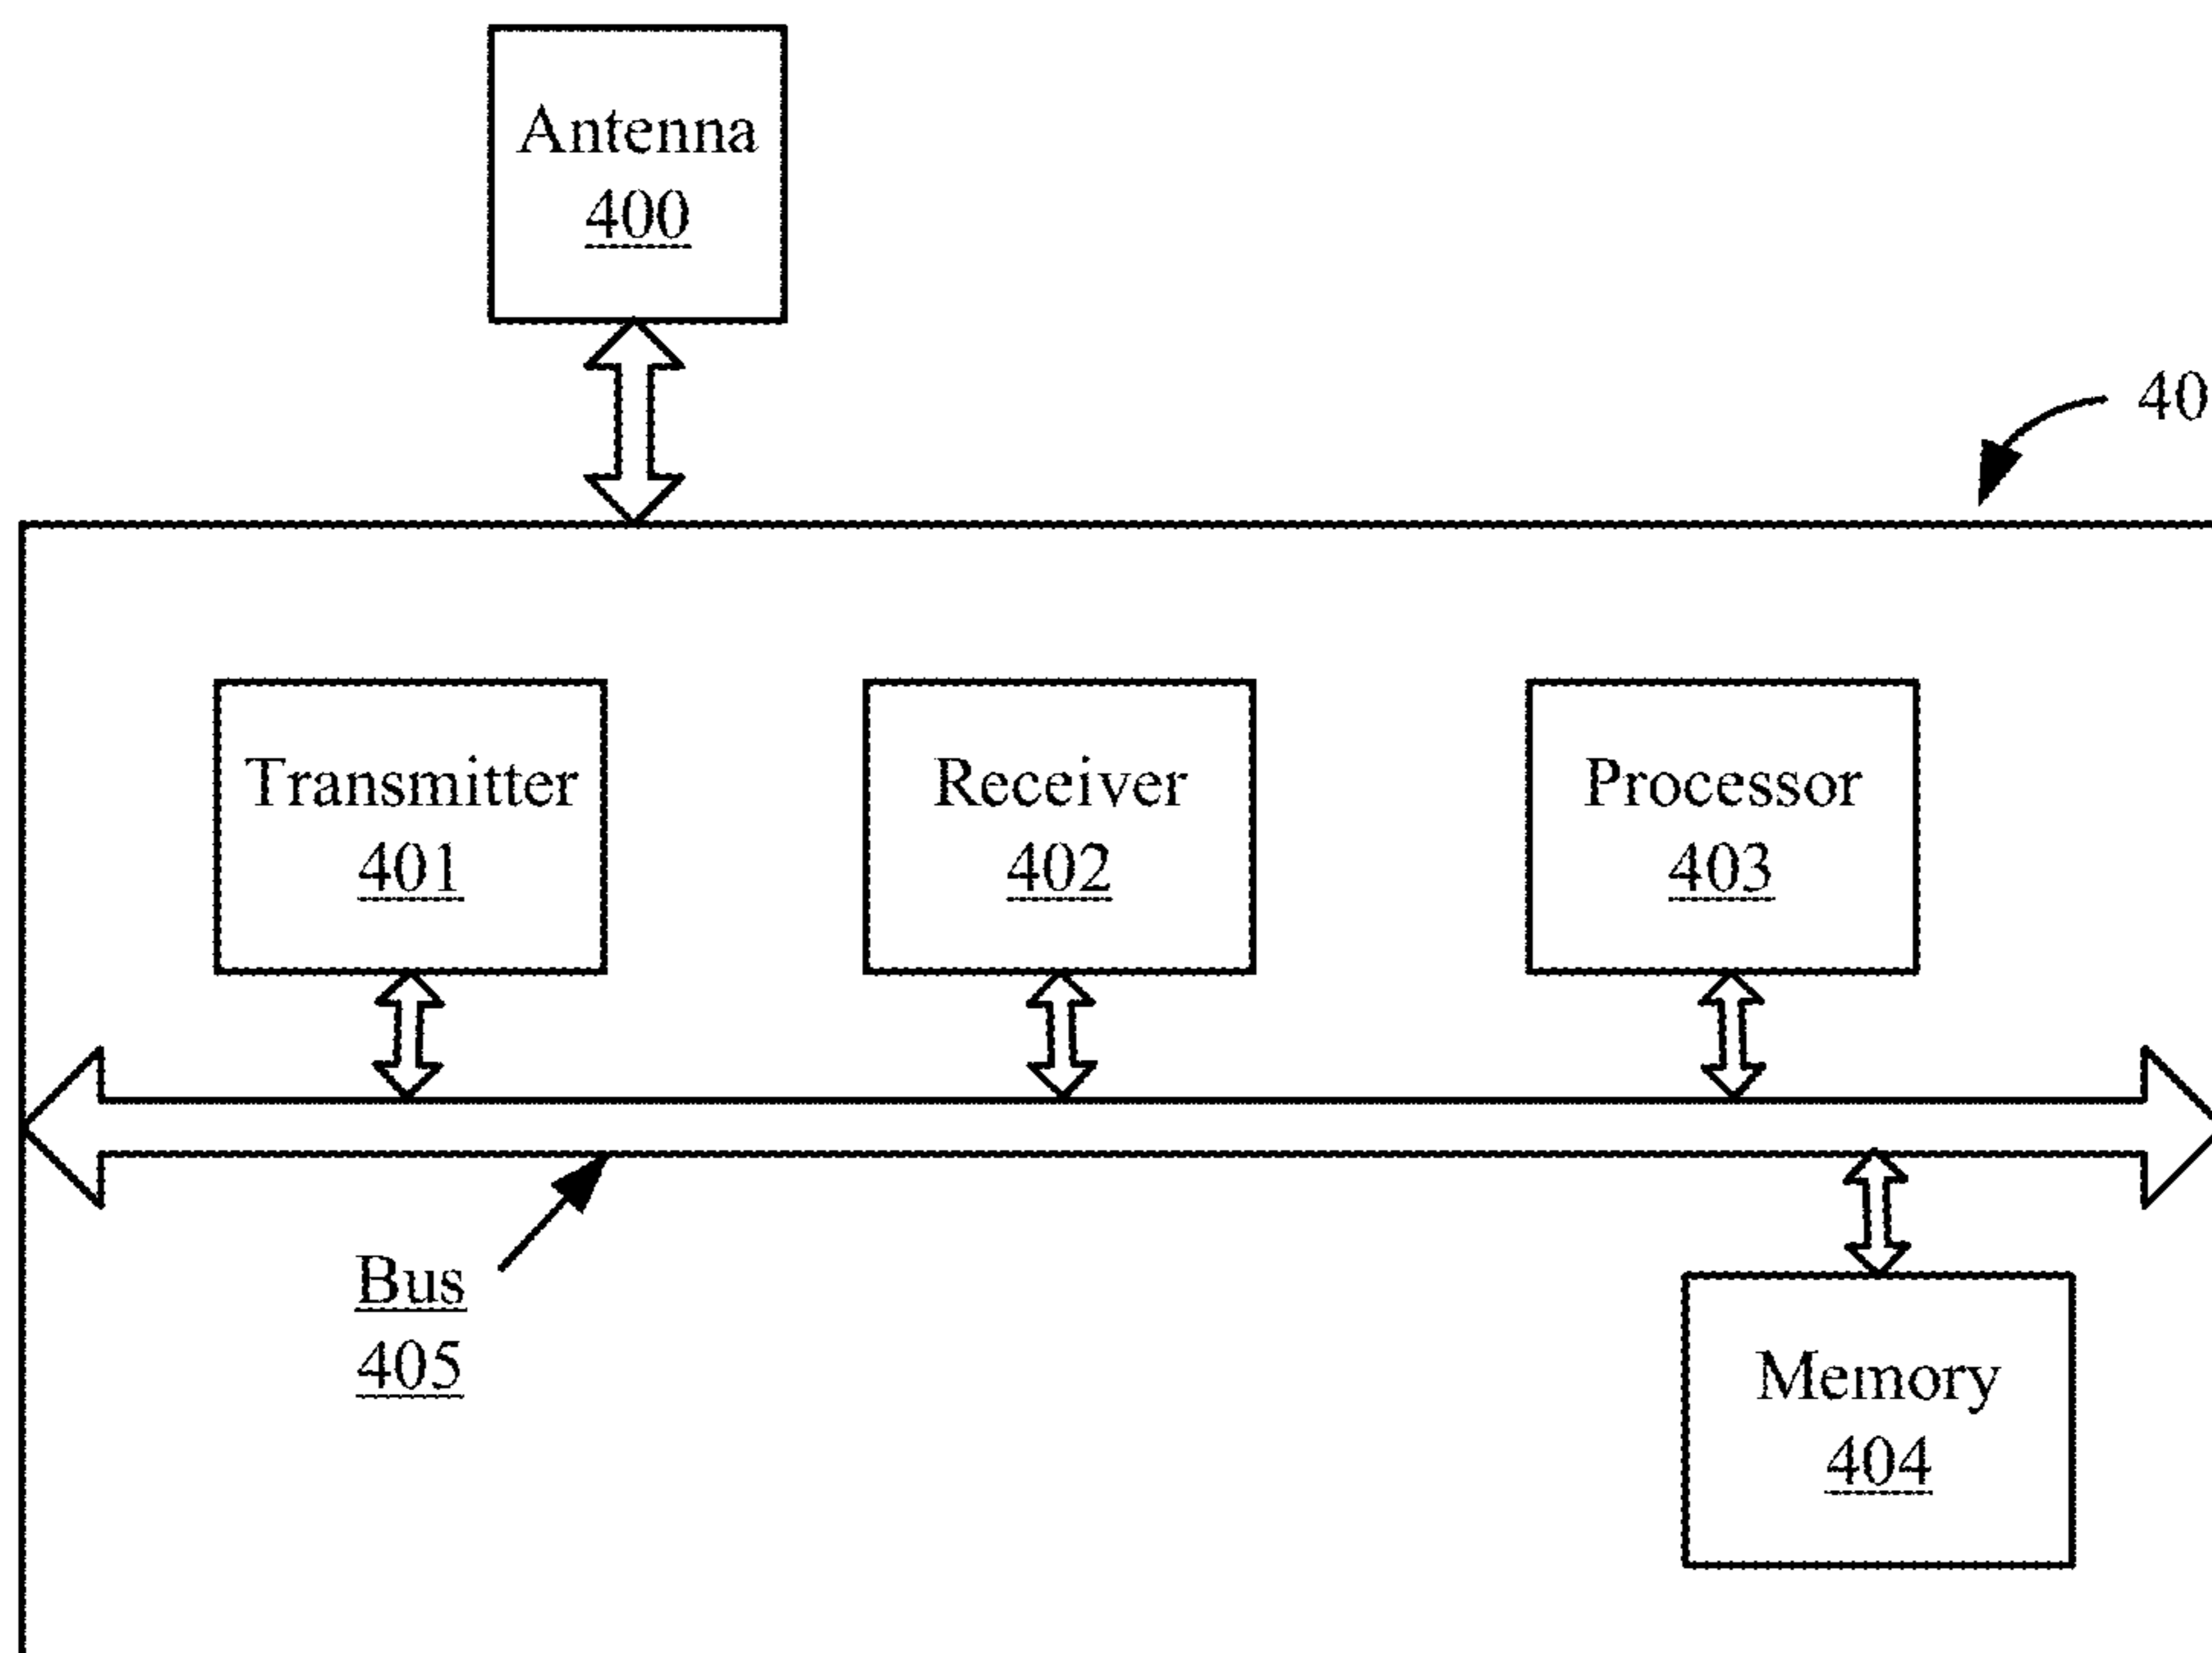 Antenna
400
40
Transmitter
401
Receiver
402
Processor
403
Bus
405
Memory
404